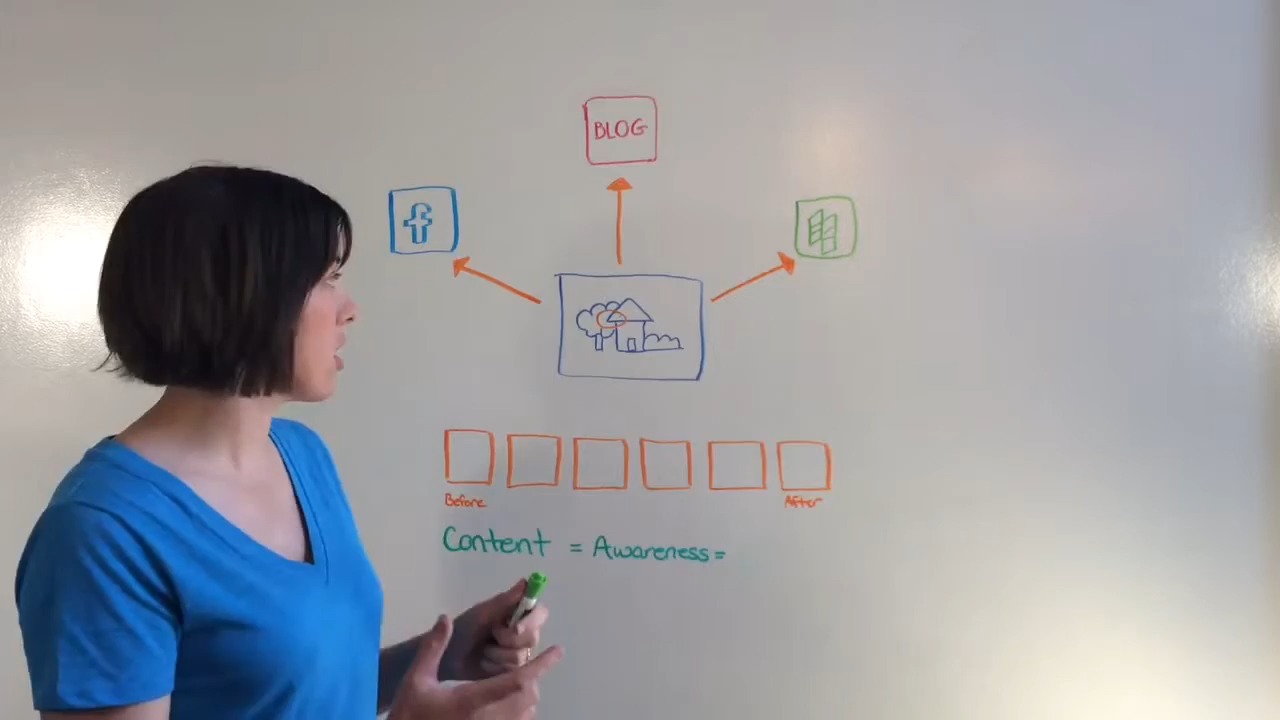 BLOG
f
Before
After
Content = Awareness =